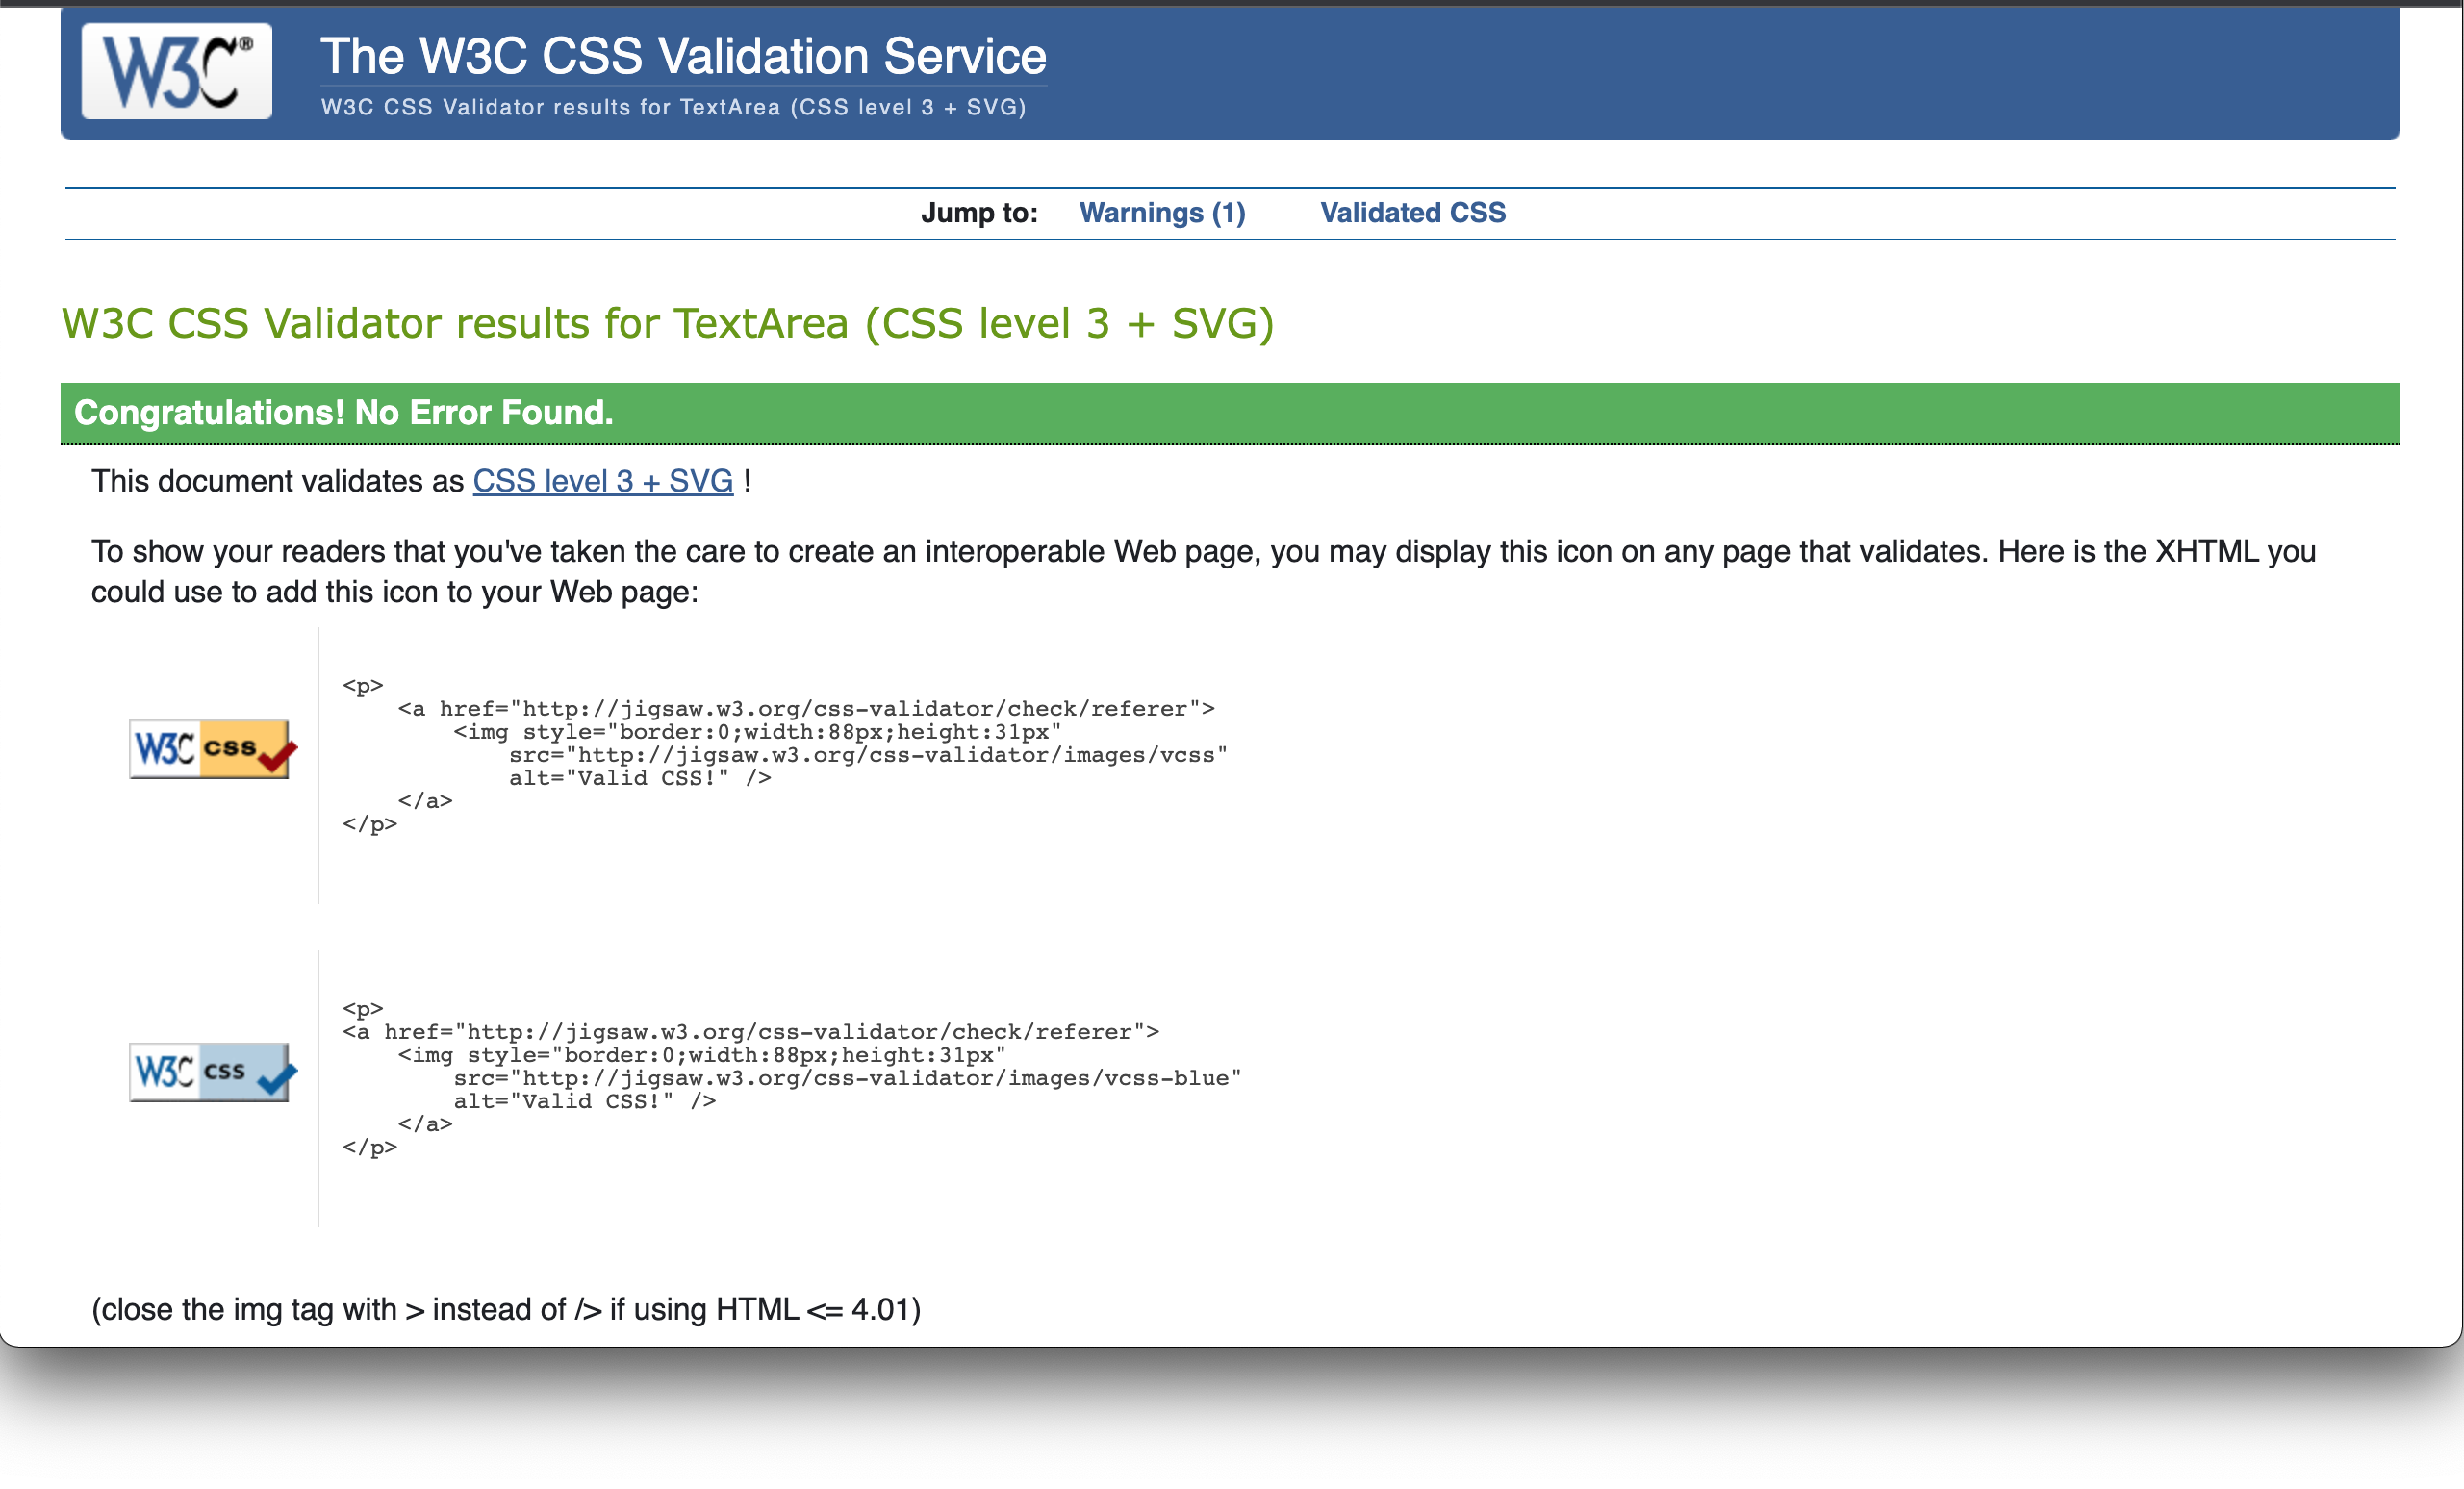 W3C®
The W3C CSS Validation Service
W3C CSS Validator results for TextArea (CSS level 3 + SVG)
Jump to: Warnings (1) Validated CSS
W3C CSS Validator results for TextArea (CSS level 3 + SVG)
Congratulations! No Error Found.
This document validates as CSS level 3 + SVG !
To show your readers that you've taken the care to create an interoperable Web page, you may display this icon on any page that validates. Here is the XHTML you
could use to add this icon to your Web page:
W3C css
<p>
    <a href="http://jigsaw.w3.org/css-validator/check/referer">
        <img style="border:0;width:88px;height:31px"
            src="http://jigsaw.w3.org/css-validator/images/vcss"
            alt="Valid CSS!" />
    </a>
</p>
W3C css
<p>
<a href="http://jigsaw.w3.org/css-validator/check/referer">
    <img style="border:0;width:88px;height:31px"
        src="http://jigsaw.w3.org/css-validator/images/vcss-blue"
        alt="Valid CSS!" />
    </a>
</p>
(close the img tag with > instead of /> if using HTML <= 4.01)